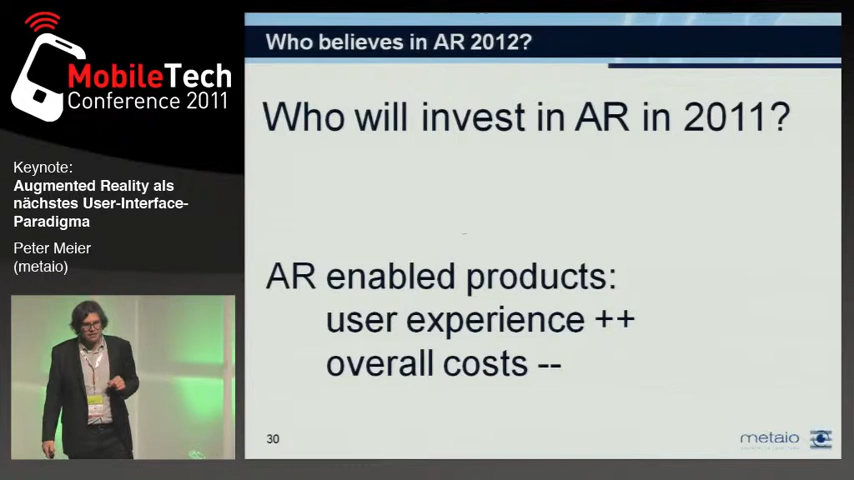 MobileTech
Conference 2011
Keynote:
Augmented Reality als
nächstes User-Interface-
Paradigma
Peter Meier
(metaio)
Who believes in AR 2012?
Who will invest in AR in 2011?
AR enabled products:
user experience ++
overall costs --
30
metaio